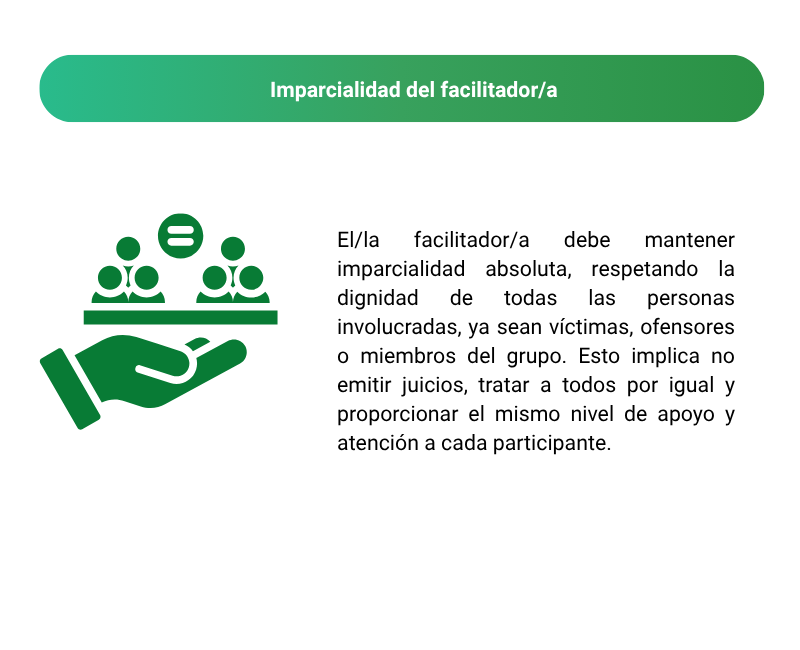 Imparcialidad del facilitador/a
El/la facilitador/a debe mantener
imparcialidad absoluta, respetando la
dignidad de todas las personas
involucradas, ya sean víctimas, ofensores
o miembros del grupo. Esto implica no
emitir juicios, tratar a todos por igual y
proporcionar el mismo nivel de apoyo y
atención a cada participante.